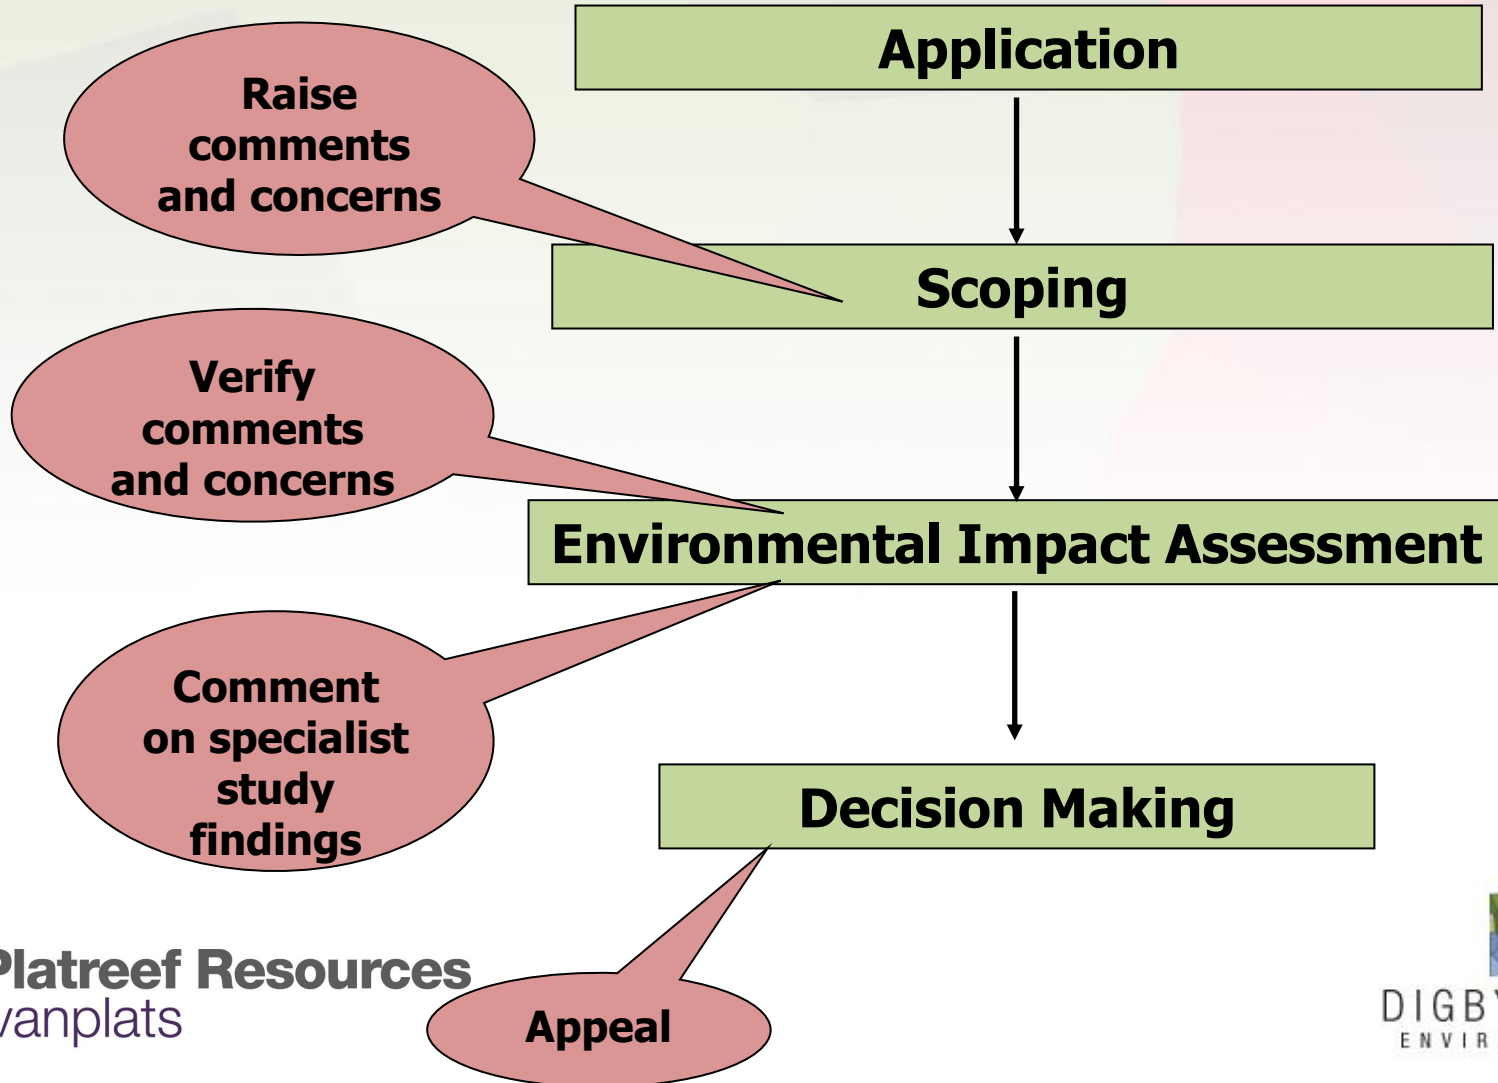 Application
Raise
comments
and concerns
Scoping
Verify
comments
and concerns
Environmental Impact Assessment
Comment
on specialist
study
findings
Decision Making
Appeal
Platreef Resources
vanplats
DIGBY
ENVIR